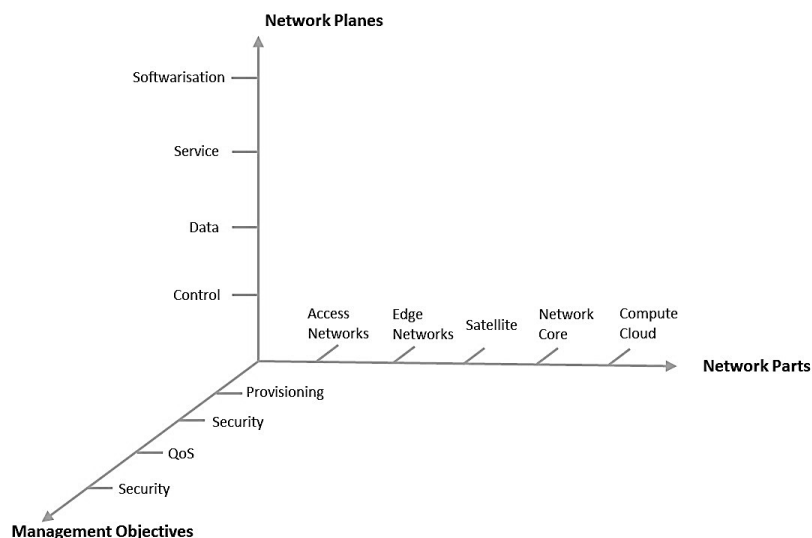 Network Planes
Softwarisation
Service
Data
Control
Access
Networks
Edge
Networks
Satellite
Network
Core
Compute
Cloud
Network Parts
Provisioning
Security
QoS
Security
Management Objectives